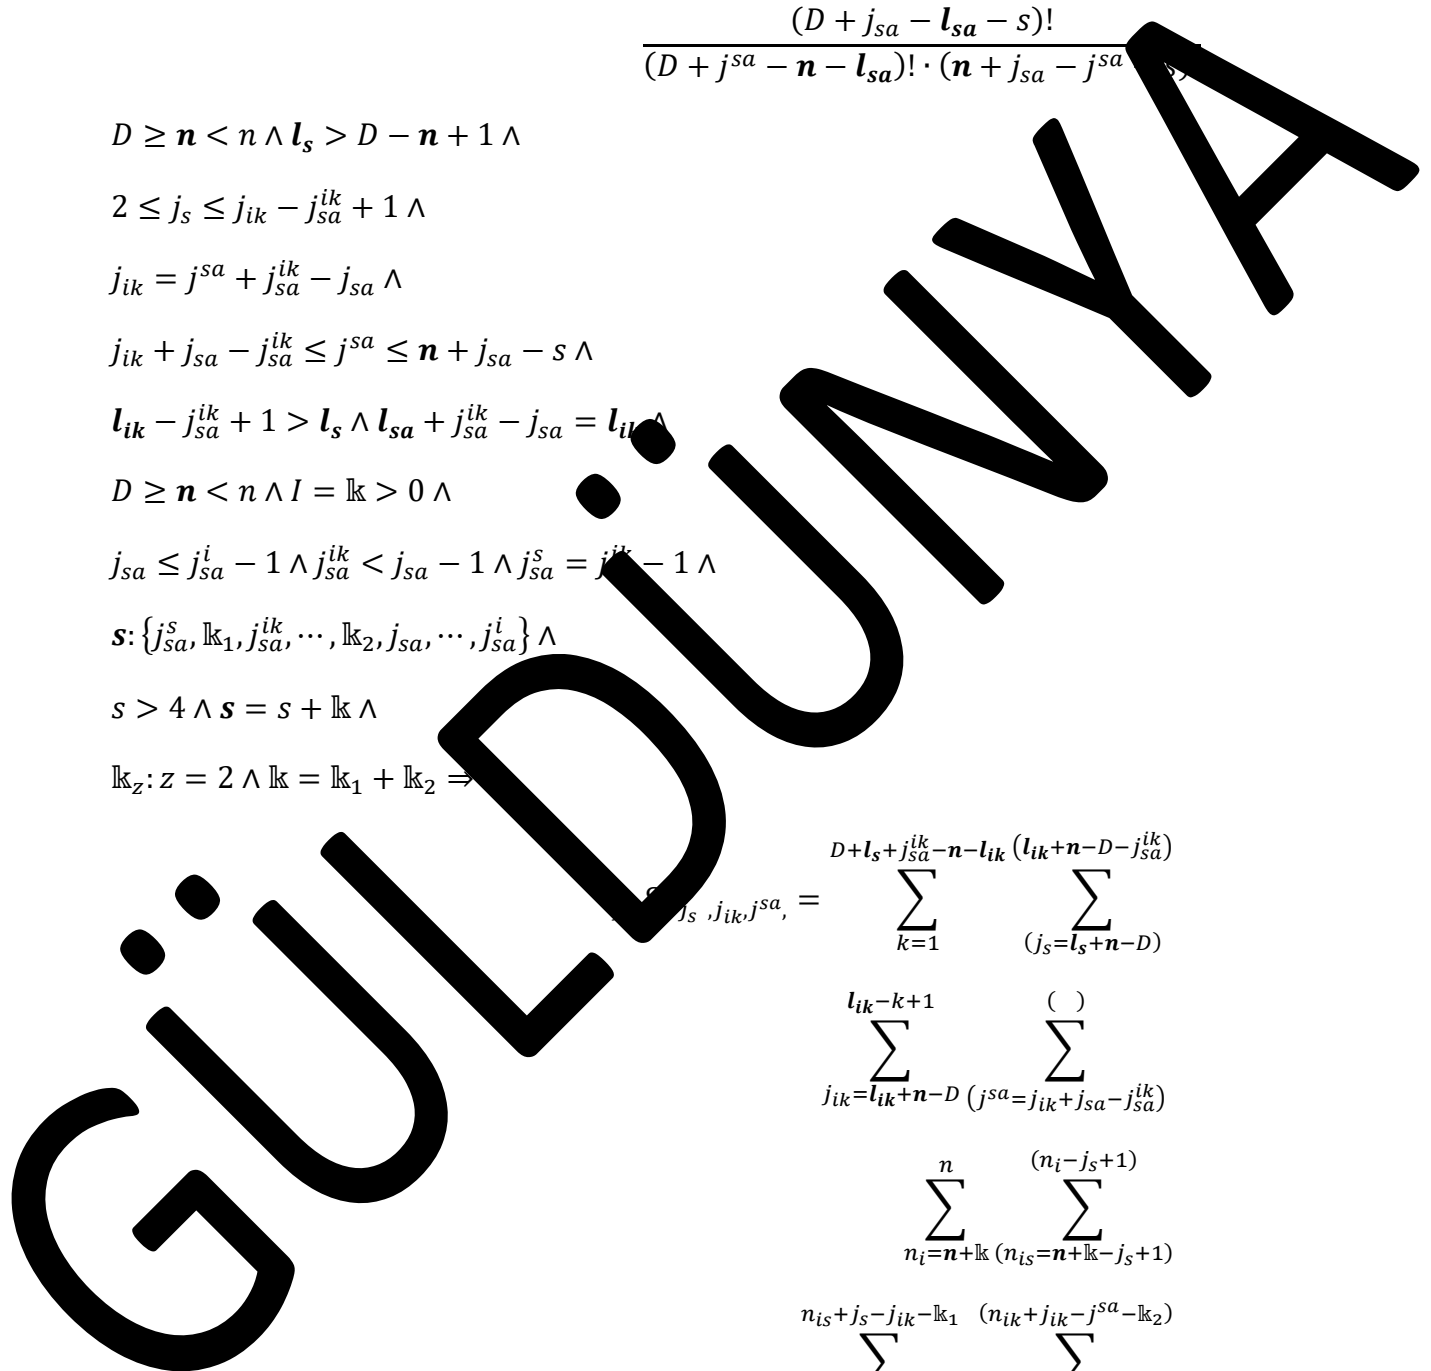 (D + j_{sa} − l_{sa} − s)!
(D + j^{sa} − n − l_{sa})! · (n + j_{sa} − j^{sa}
D ≥ n < n ∧ l_s > D − n + 1 ∧
2 ≤ j_s ≤ j_{ik} − j_{sa}^{ik} + 1 ∧
j_{ik} = j^{sa} + j_{sa}^{ik} − j_{sa} ∧
j_{ik} + j_{sa} − j_{sa}^{ik} ≤ j^{sa} ≤ n + j_{sa} − s ∧
l_{ik} − j_{sa}^{ik} + 1 > l_s ∧ l_{sa} + j_{sa}^{ik} − j_{sa} = l_{ik} ∧
D ≥ n < n ∧ I = 𝕜 > 0 ∧
j_{sa} ≤ j_{sa}^{i} − 1 ∧ j_{sa}^{ik} < j_{sa} − 1 ∧ j_{sa}^{s} = − 1 ∧
s: {j_{sa}^{s}, 𝕜_1, j_{sa}^{ik}, ⋯, 𝕜_2, j_{sa}, ⋯, j_{sa}^{i}} ∧
s > 4 ∧ s = s + 𝕜 ∧
𝕜_z: z = 2 ∧ 𝕜 = 𝕜_1 + 𝕜_2 ⇒
D+l_s+j_{sa}^{ik}−n−l_{ik} (l_{ik}+n−D−j_{sa}^{ik})
j_s ,j_{ik},j^{sa}, = ∑ ∑
k=1 (j_s=l_s+n−D)
l_{ik}−k+1 ( )
∑ ∑
j_{ik}=l_{ik}+n−D (j^{sa}=j_{ik}+j_{sa}−j_{sa}^{ik})
n (n_i−j_s+1)
∑ ∑
n_i=n+𝕜 (n_{is}=n+𝕜−j_s+1)
n_{is}+j_s−j_{ik}−𝕜_1 (n_{ik}+j_{ik}−j^{sa}−𝕜_2)
∑ ∑
GÜLDÜNYA